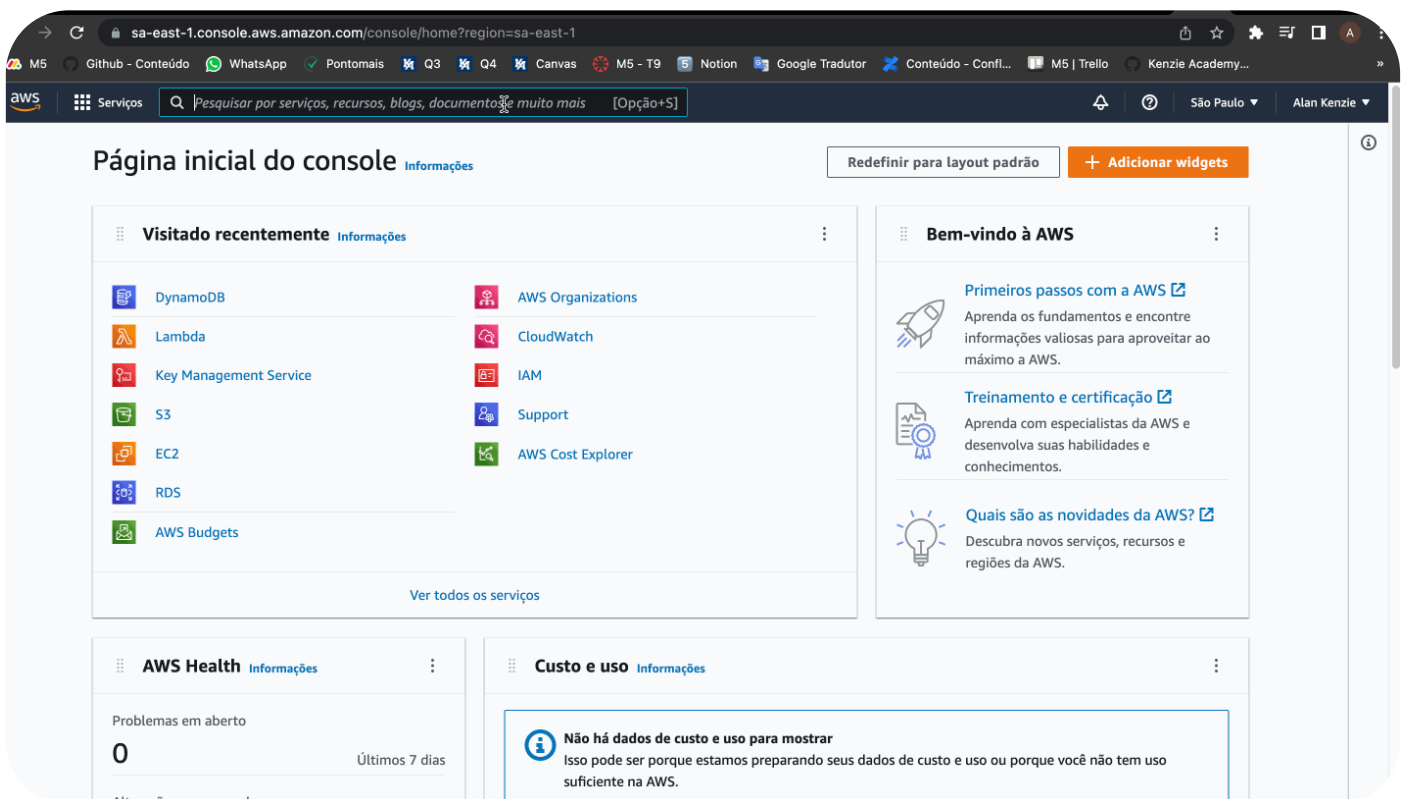 sa-east-1.console.aws.amazon.com/console/home?region=sa-east-1
A
M5 Github - Conteúdo WhatsApp Pontomais Q3 Q4 Canvas M5 - T9 Notion Google Tradutor Conteúdo - Confl... M5 | Trello Kenzie Academy... »
aws Serviços Pesquisar por serviços, recursos, blogs, documentos e muito mais [Opção+S] São Paulo ▼ Alan Kenzie ▼
Página inicial do console Informações
Redefinir para layout padrão
+ Adicionar widgets
Visitado recentemente Informações
DynamoDB
Lambda
Key Management Service
S3
EC2
RDS
AWS Budgets
AWS Organizations
CloudWatch
IAM
Support
AWS Cost Explorer
Ver todos os serviços
Bem-vindo à AWS
Primeiros passos com a AWS
Aprenda os fundamentos e encontre
informações valiosas para aproveitar ao
máximo a AWS.
Treinamento e certificação
Aprenda com especialistas da AWS e
desenvolva suas habilidades e
conhecimentos.
Quais são as novidades da AWS?
Descubra novos serviços, recursos e
regiões da AWS.
AWS Health Informações
Problemas em aberto
0
Últimos 7 dias
Custo e uso Informações
Não há dados de custo e uso para mostrar
Isso pode ser porque estamos preparando seus dados de custo e uso ou porque você não tem uso
suficiente na AWS.